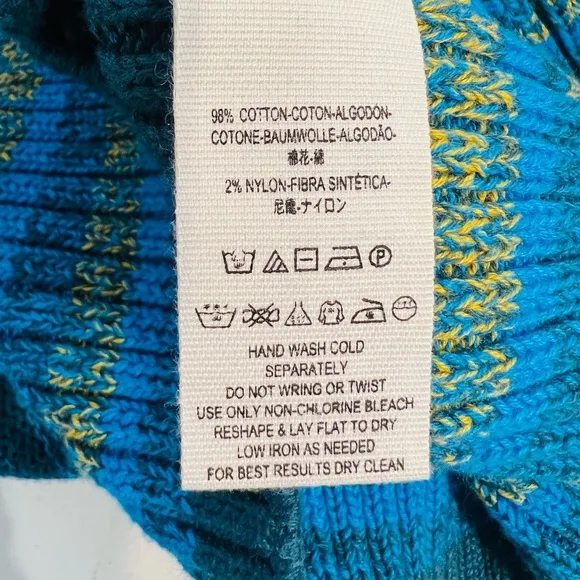 98% COTTON-COTON-ALGODON-
COTONE-BAUMWOLLE-ALGODÃO-
棉花-綿
2% NYLON-FIBRA SINTÉTICA-
尼龍-ナイロン
HAND WASH COLD
SEPARATELY
DO NOT WRING OR TWIST
USE ONLY NON-CHLORINE BLEACH
RESHAPE & LAY FLAT TO DRY
LOW IRON AS NEEDED
FOR BEST RESULTS DRY CLEAN